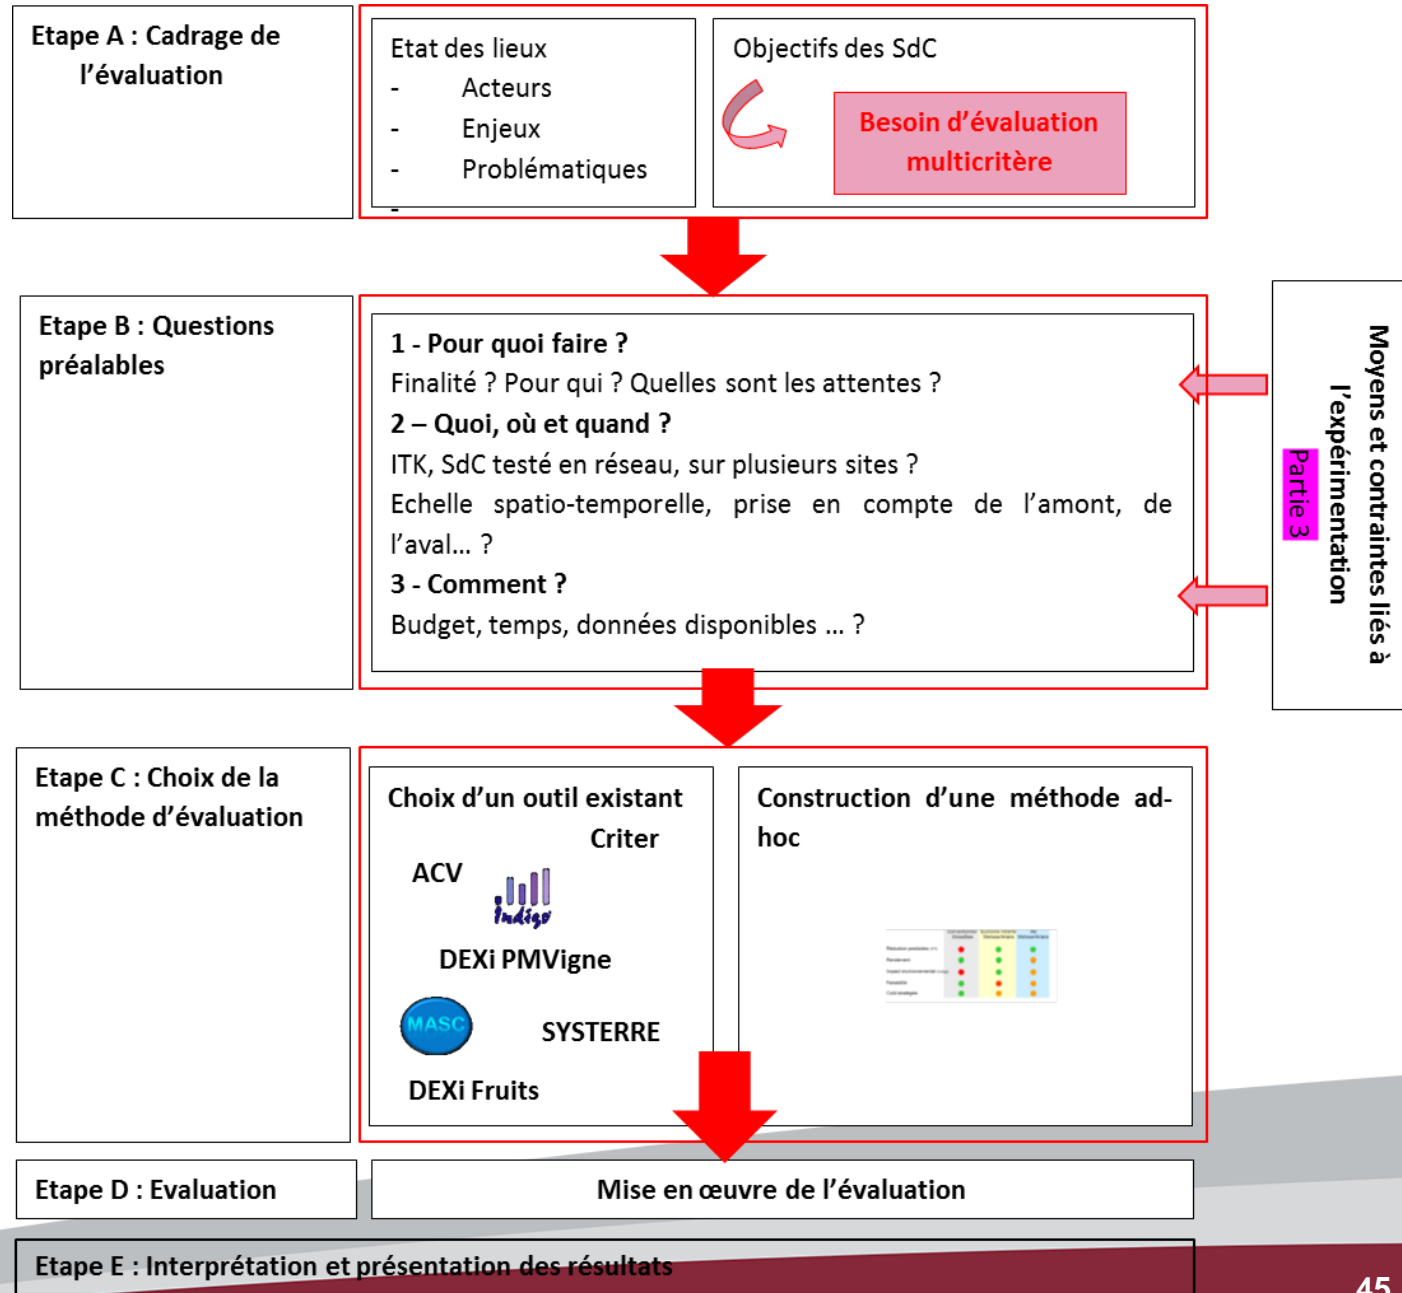 Etape A : Cadrage de
l’évaluation
Etat des lieux
- Acteurs
- Enjeux
- Problématiques
-
Objectifs des SdC
Besoin d’évaluation
multicritère
Etape B : Questions
préalables
1 - Pour quoi faire ?
Finalité ? Pour qui ? Quelles sont les attentes ?
2 – Quoi, où et quand ?
ITK, SdC testé en réseau, sur plusieurs sites ?
Echelle spatio-temporelle, prise en compte de l’amont, de
l’aval… ?
3 - Comment ?
Budget, temps, données disponibles … ?
Moyens et contraintes liés à
l’expérimentation
Partie 3
Etape C : Choix de la
méthode d’évaluation
Choix d’un outil existant
Criter
ACV
Indigo
DEXi PMVigne
MASC
SYSTERRE
DEXi Fruits
Construction d’une méthode ad-
hoc
Rendement
Etape D : Evaluation
Mise en œuvre de l’évaluation
Etape E : Interprétation et présentation des résultats
45